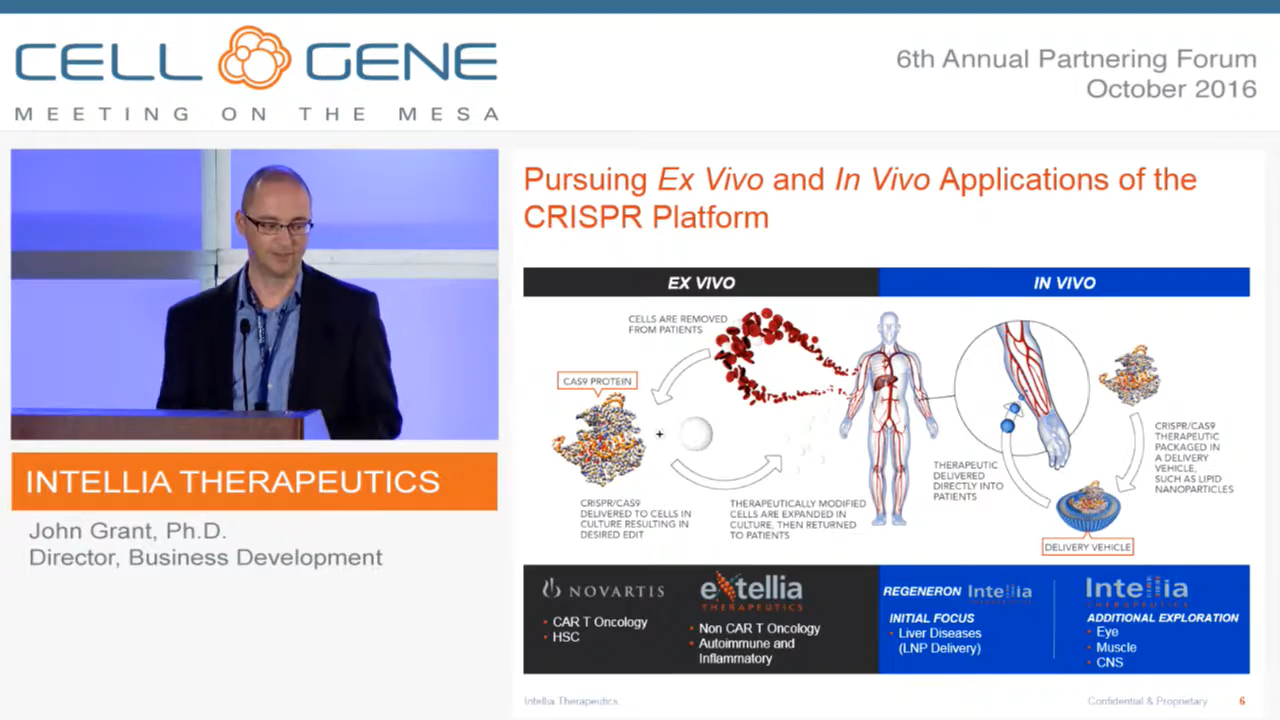 CELL GENE
MEETING ON THE MESA
6th Annual Partnering Forum
October 2016
INTELLIA THERAPEUTICS
John Grant, Ph.D.
Director, Business Development
Pursuing Ex Vivo and In Vivo Applications of the
CRISPR Platform
EX VIVO
IN VIVO
CELLS ARE REMOVED
FROM PATIENTS
CAS9 PROTEIN
+
CRISPR/CAS9
DELIVERED TO CELLS IN
CULTURE RESULTING IN
DESIRED EDIT
THERAPEUTICALLY MODIFIED
CELLS ARE EXPANDED IN
CULTURE, THEN RETURNED
TO PATIENTS
THERAPEUTIC
DELIVERED
DIRECTLY INTO
PATIENTS
CRISPR/CAS9
THERAPEUTIC
PACKAGED IN
A DELIVERY
VEHICLE,
SUCH AS LIPID
NANOPARTICLES
DELIVERY VEHICLE
NOVARTIS
• CAR T Oncology
• HSC
extellia
THERAPEUTICS
• Non CAR T Oncology
• Autoimmune and
Inflammatory
REGENERON Intellia
THERAPEUTICS
INITIAL FOCUS
• Liver Diseases
(LNP Delivery)
Intellia
THERAPEUTICS
ADDITIONAL EXPLORATION
• Eye
• Muscle
• CNS
Intellia Therapeutics
Confidential & Proprietary
6